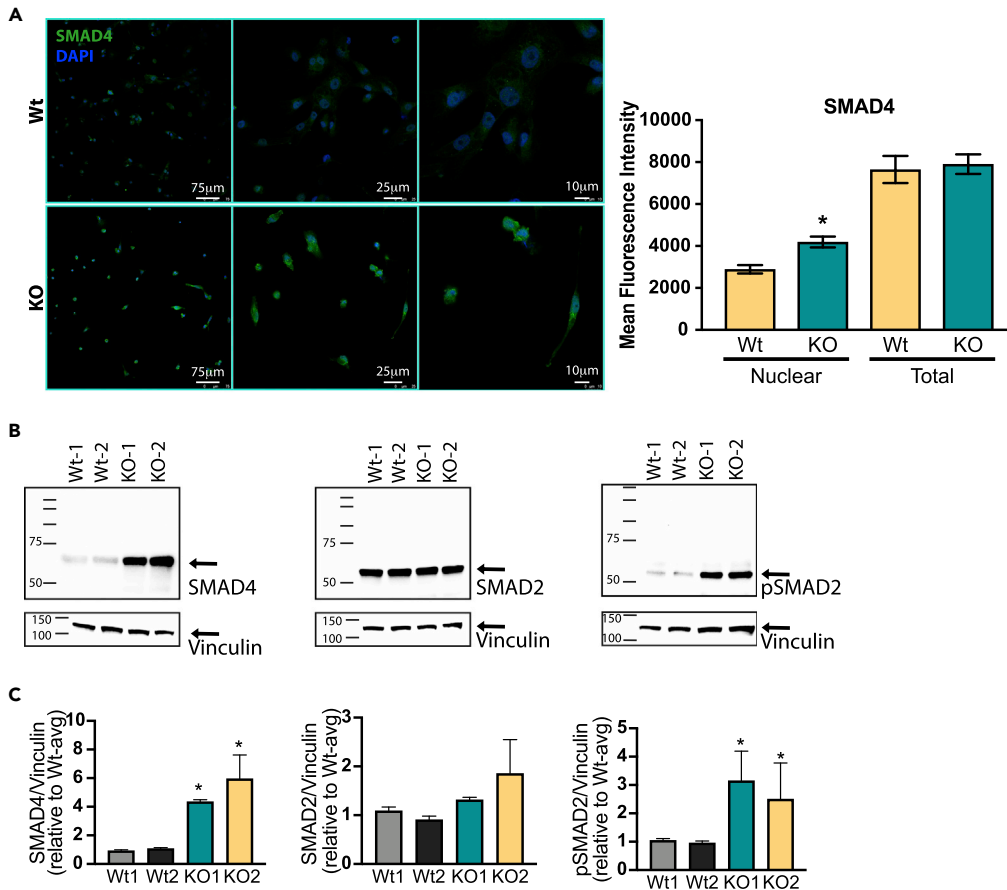 A
SMAD4
DAPI
Wt
75μm
25μm
10μm
KO
75μm
25μm
10μm
SMAD4
Mean Fluorescence Intensity
10000
8000
6000
4000
2000
0
*
Wt
KO
Wt
KO
Nuclear
Total
B
Wt-1
Wt-2
KO-1
KO-2
75
50
SMAD4
150
100
Vinculin
Wt-1
Wt-2
KO-1
KO-2
75
50
SMAD2
150
100
Vinculin
Wt-1
Wt-2
KO-1
KO-2
75
50
pSMAD2
150
100
Vinculin
C
SMAD4/Vinculin
(relative to Wt-avg)
10
8
6
4
2
0
*
*
Wt1 Wt2 KO1 KO2
SMAD2/Vinculin
(relative to Wt-avg)
3
2
1
0
Wt1 Wt2 KO1 KO2
pSMAD2/Vinculin
(relative to Wt-avg)
5
4
3
2
1
0
*
*
Wt1 Wt2 KO1 KO2